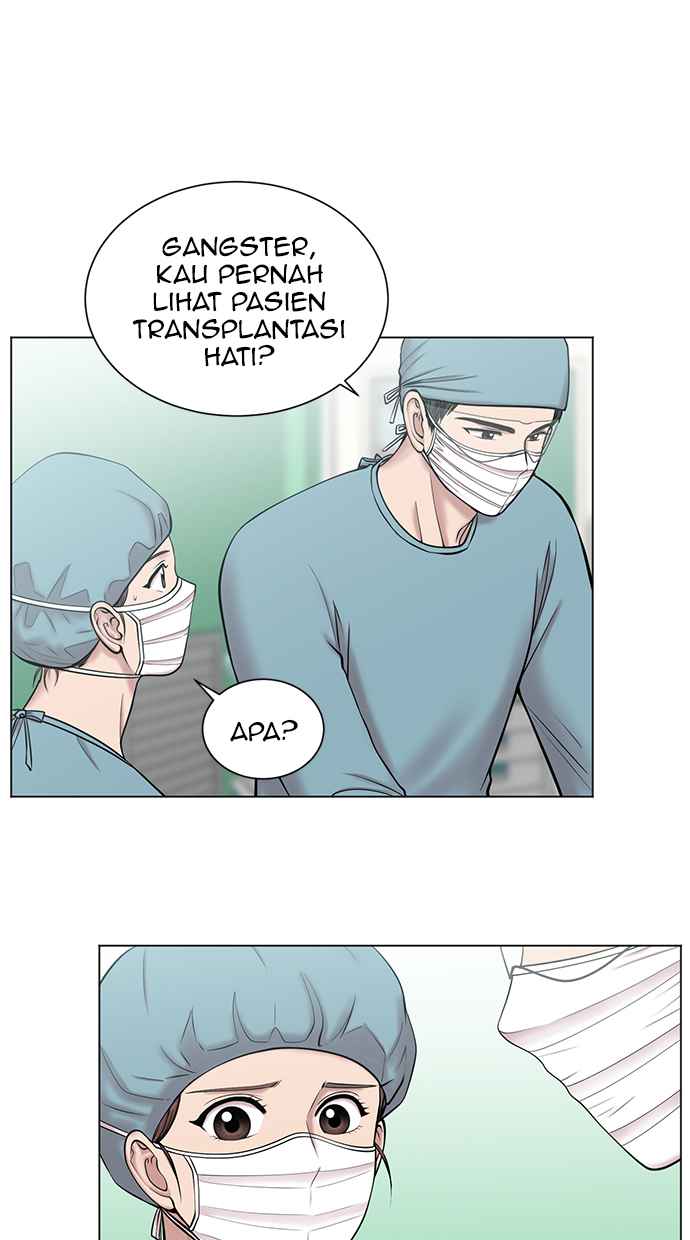 GANGSTER,
KAU PERNAH
LIHAT PASIEN
TRANSPLANTASI
HATI?
APA?